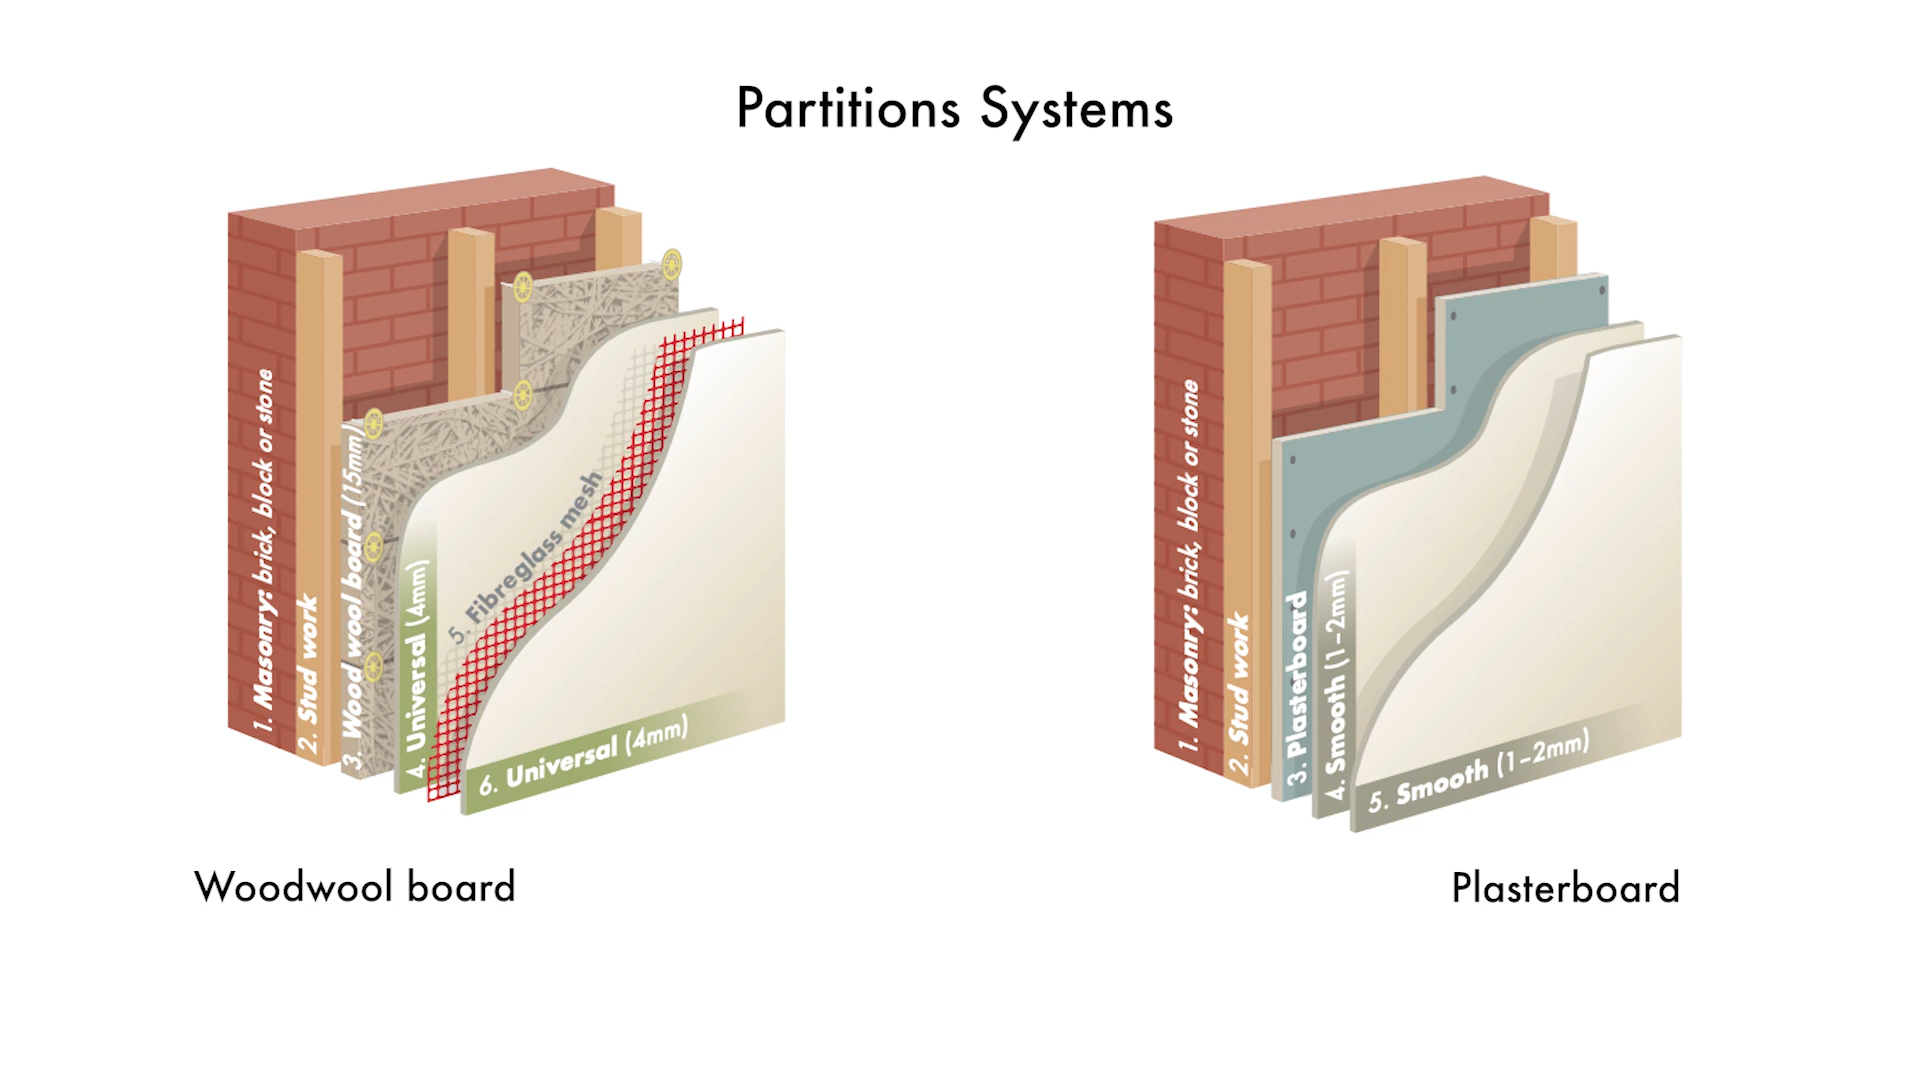 Partitions Systems
1. Masonry: brick, block or stone
2. Stud work
3. Wood wool board (15mm)
4. Universal (4mm)
5. Fibreglass mesh
6. Universal (4mm)
Woodwool board
1. Masonry: brick, block or stone
2. Stud work
3. Plasterboard
4. Smooth (1–2mm)
5. Smooth (1–2mm)
Plasterboard